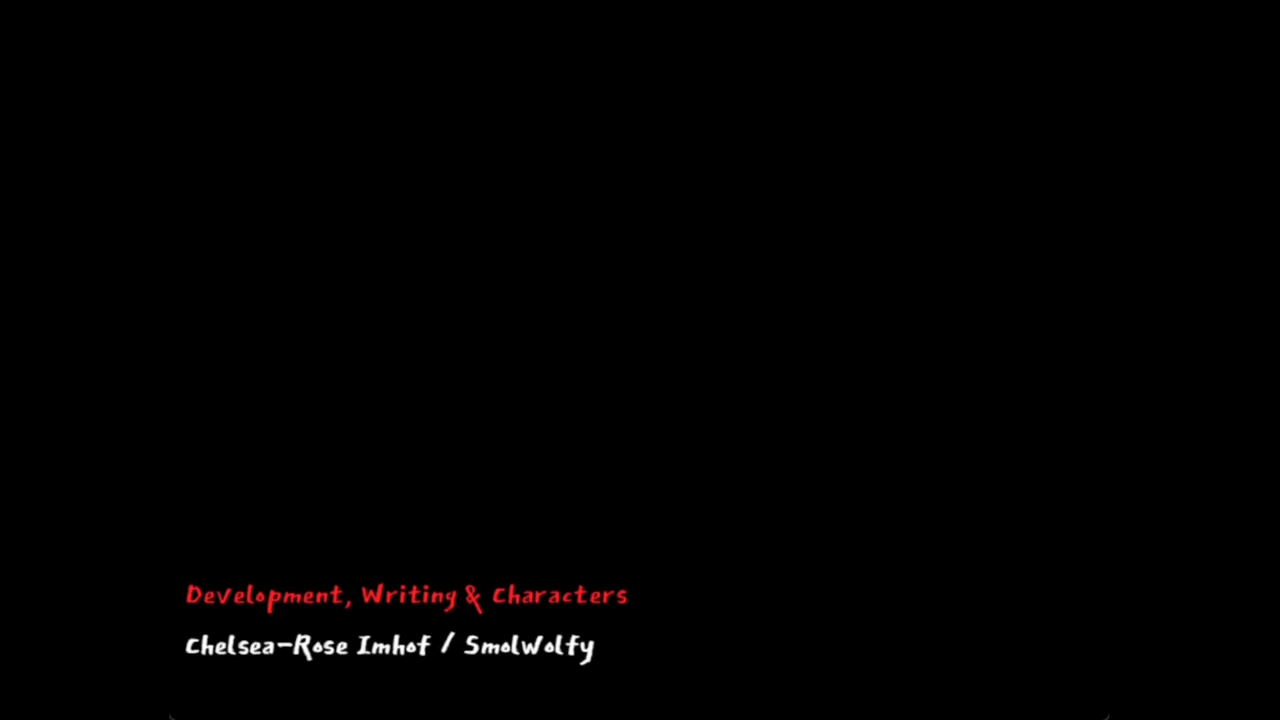 Development, Writing & Characters
Chelsea-Rose Imhof / SmolWolfy